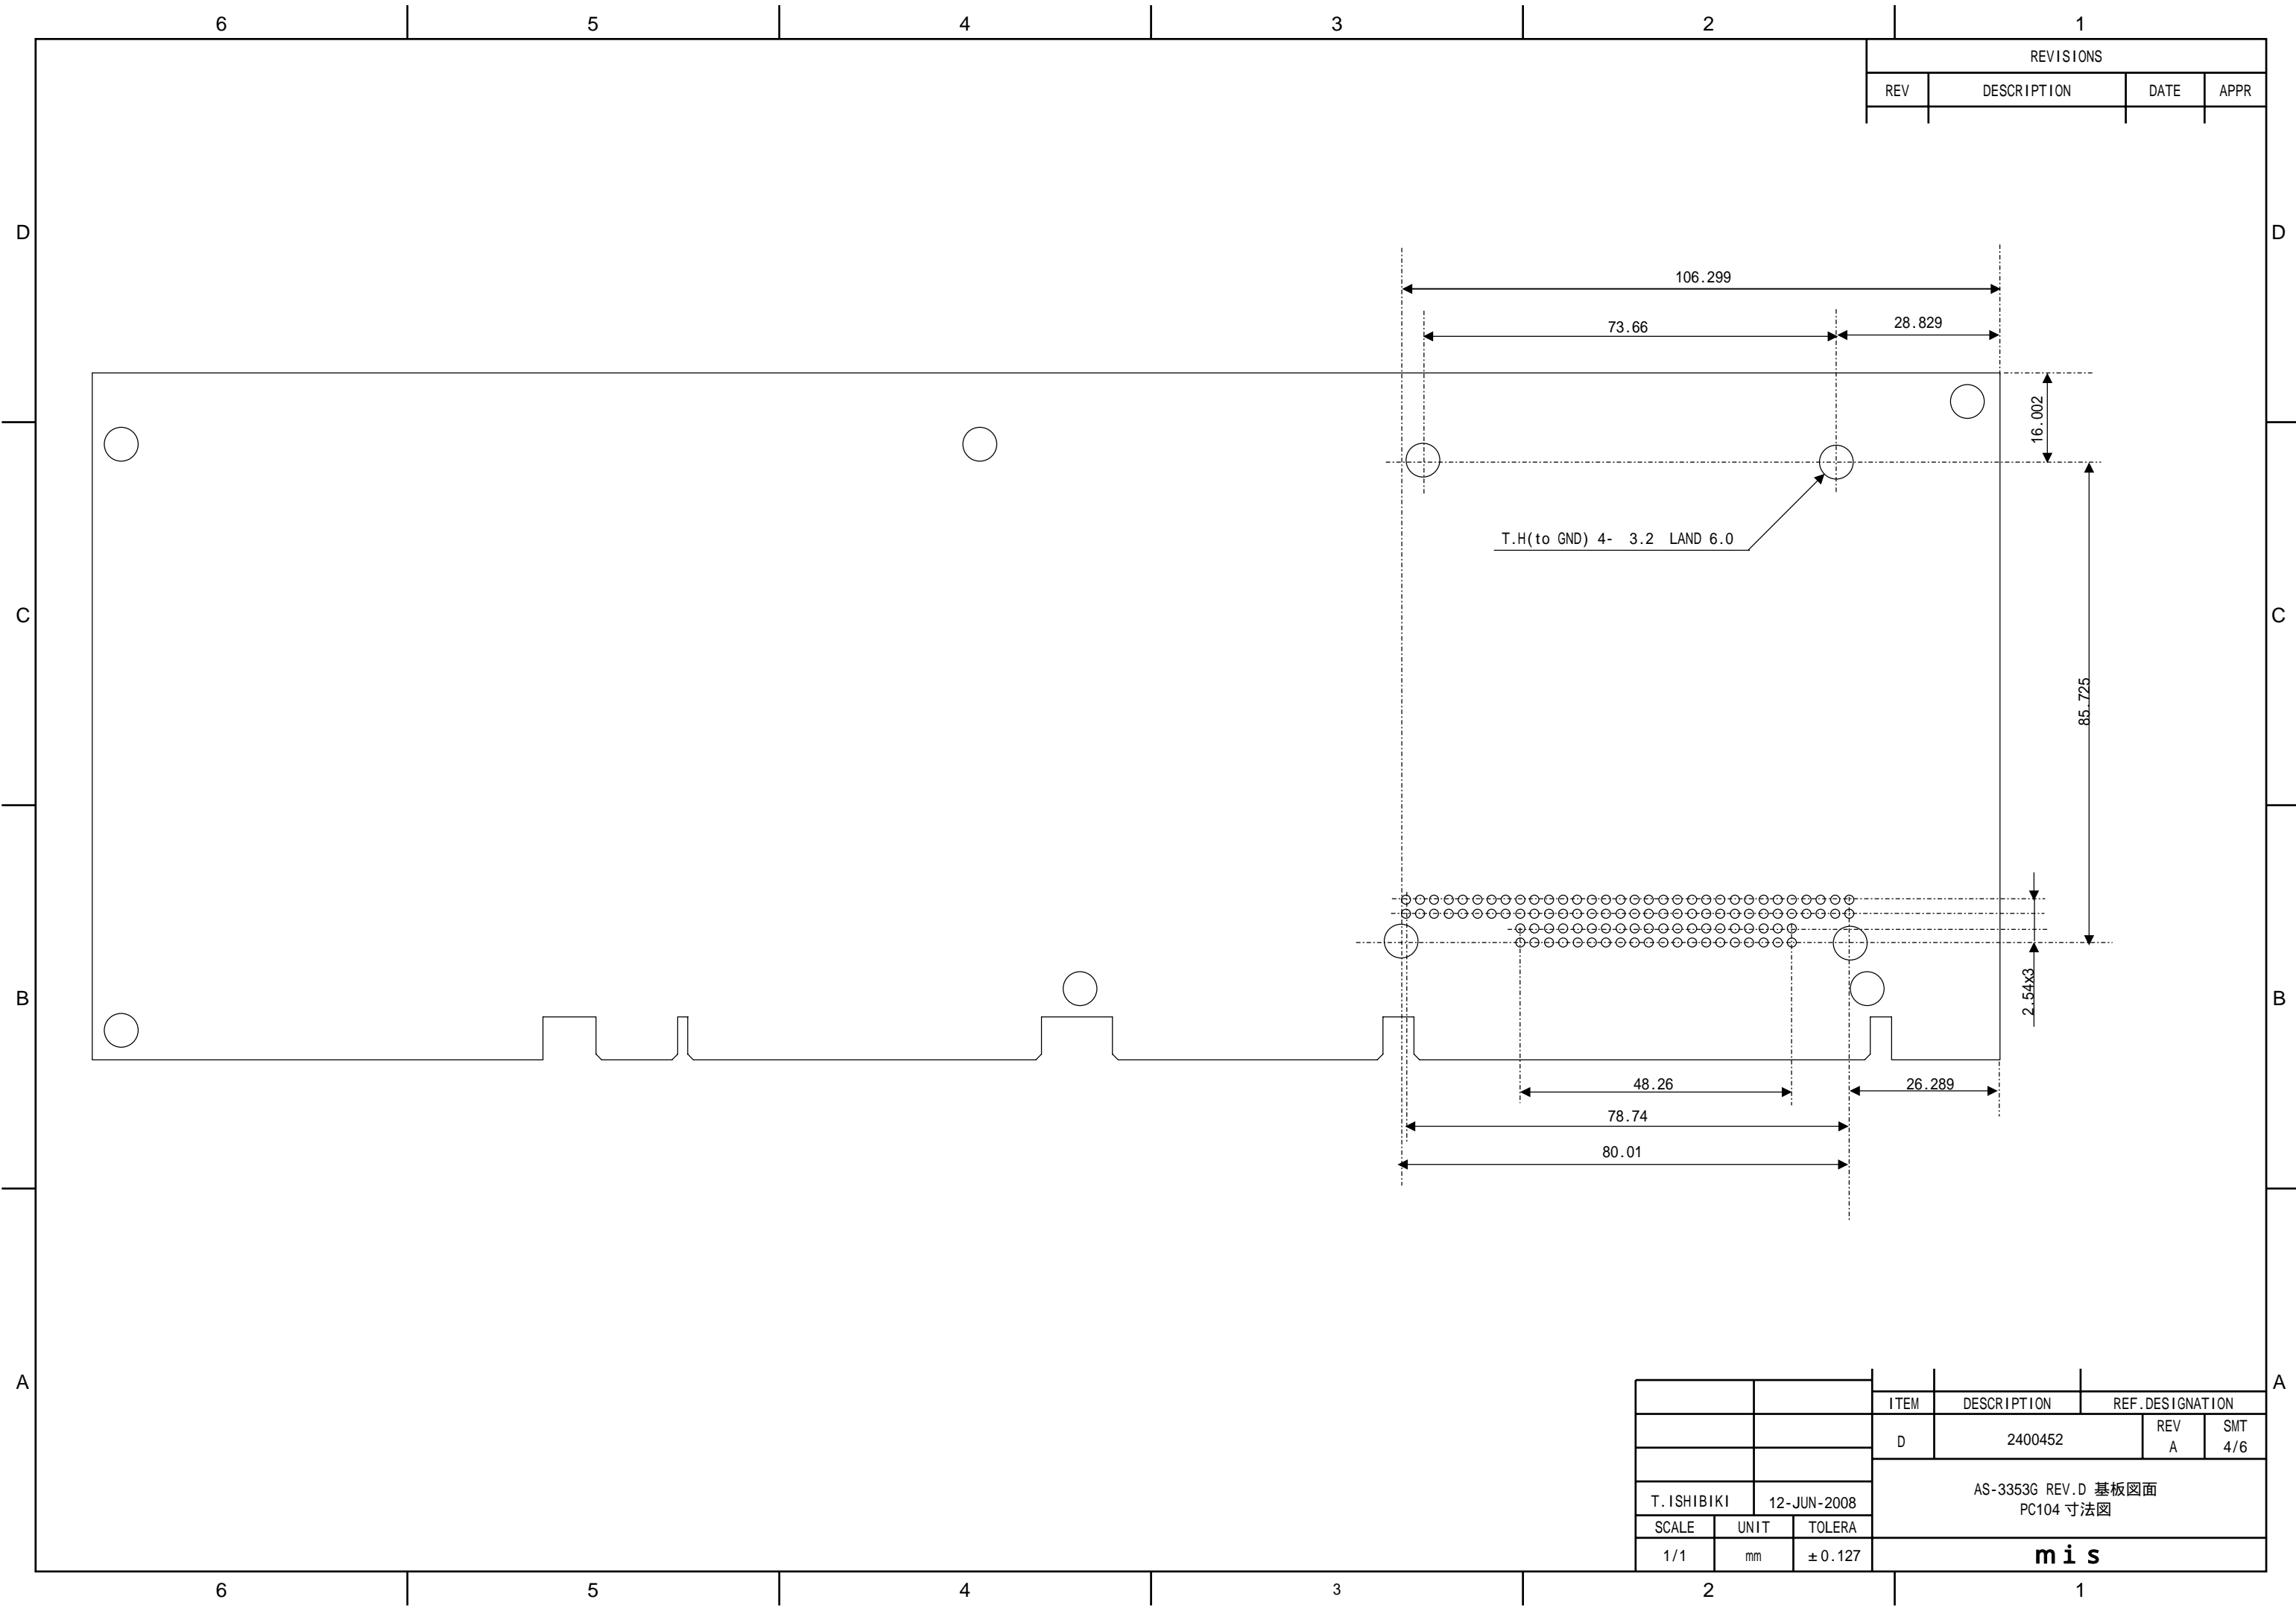 6 5 4 3 2 1
REVISIONS
REV DESCRIPTION DATE APPR
D D
106.299
73.66 28.829
16.002
T.H(to GND) 4- 3.2 LAND 6.0
C C
85.725
B B
2.54x3
48.26 26.289
78.74
80.01
A A
ITEM DESCRIPTION REF.DESIGNATION
D 2400452 REV A SMT 4/6
AS-3353G REV.D 基板図面
PC104 寸法図
T.ISHIBIKI 12-JUN-2008
SCALE UNIT TOLERA
1/1 mm ±0.127
mis
6 5 4 3 2 1